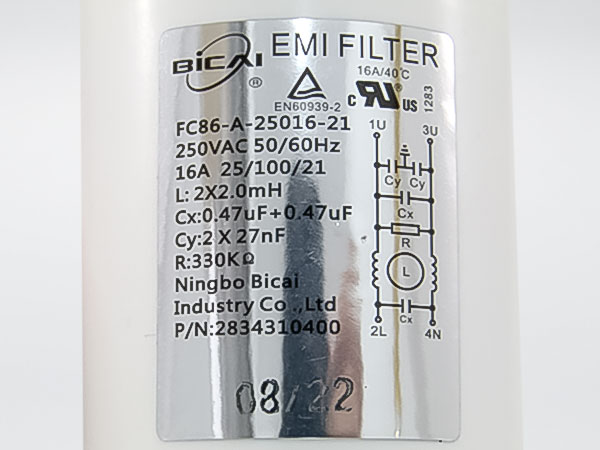 BiCAI ® EMI FILTER
16A/40°C
EN60939-2
c RU US
1283
FC86-A-25016-21
250VAC 50/60Hz
16A 25/100/21
L: 2X2.0mH
Cx:0.47uF+0.47uF
Cy:2 X 27nF
R:330KΩ
Ningbo Bicai
Industry Co .,Ltd
P/N:2834310400
1U 3U
Cy Cy
Cx
R
L
Cx
2L 4N
08/22